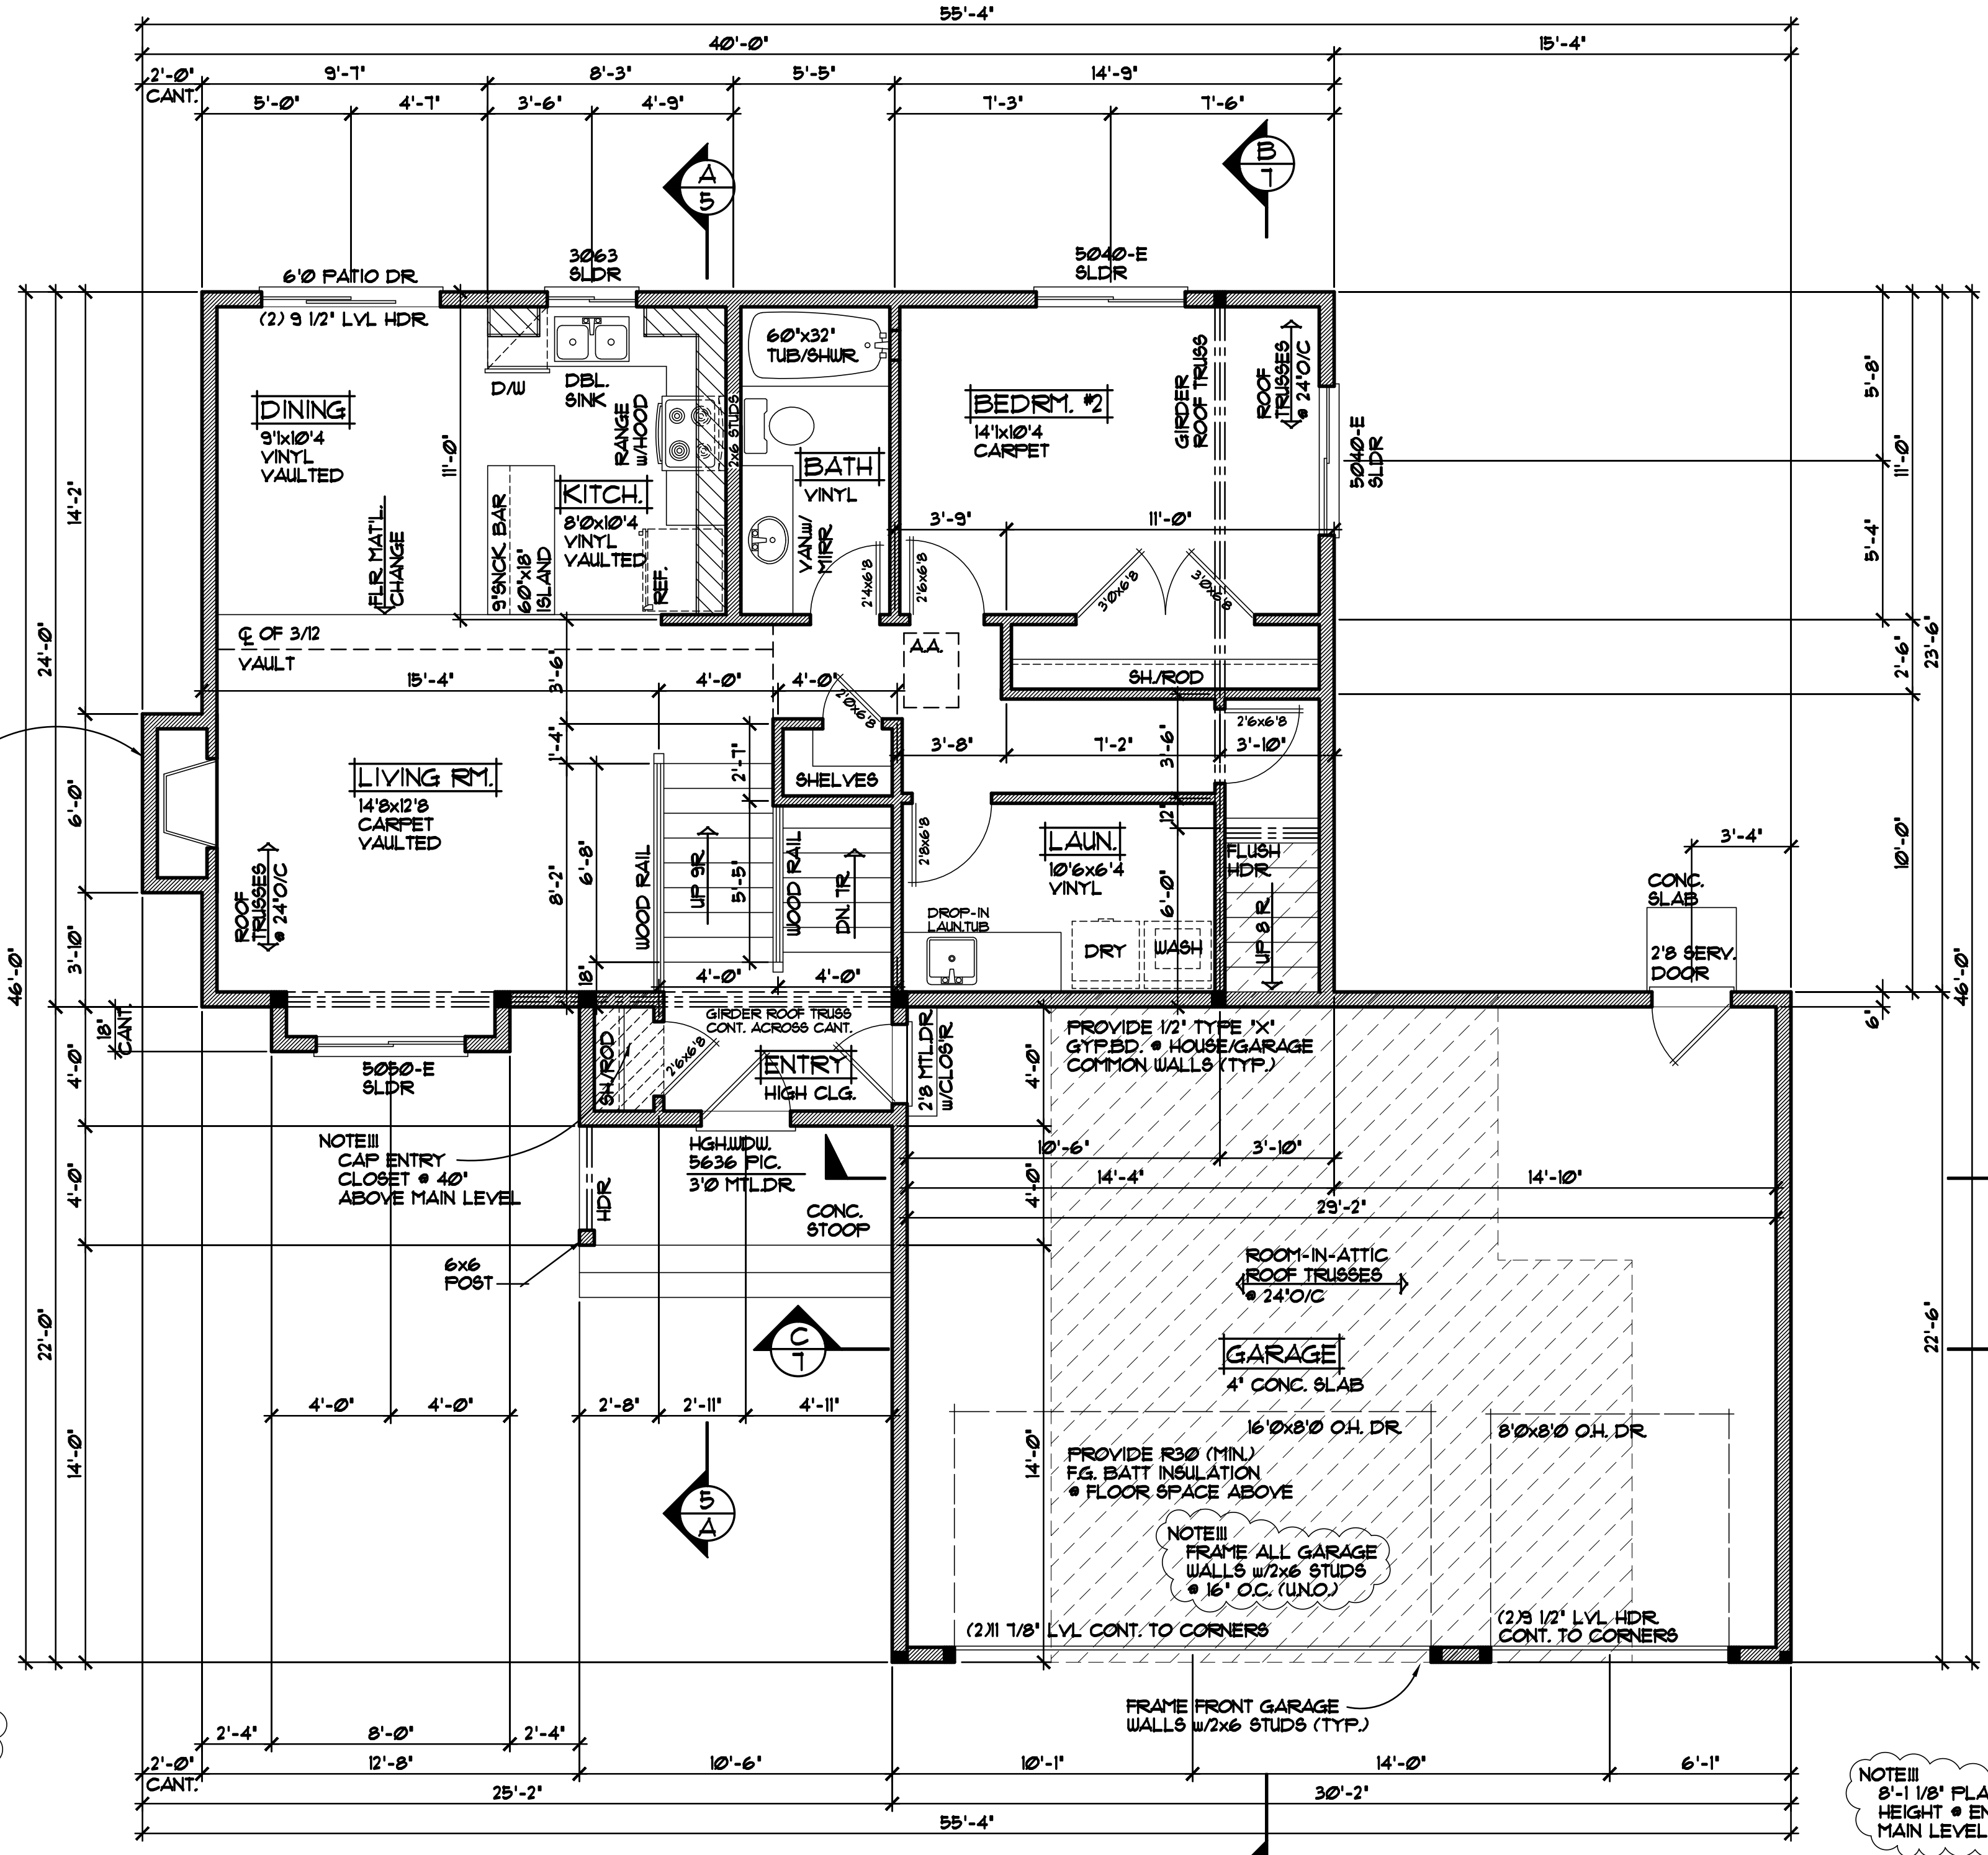 55'-4"
40'-0"
15'-4"
2'-0"
CANT.
9'-7"
8'-3"
5'-5"
14'-9"
5'-0"
4'-7"
3'-6"
4'-9"
7'-3"
7'-6"
A
5
B
7
6'0 PATIO DR.
(2) 9 1/2" LVL HDR.
3063
SLDR
5040-E
SLDR
D/W
DBL.
SINK
RANGE
w/HOOD
2x6 STUDS
60"x32"
TUB/SHWR
DINING
9'1x10'4
VINYL
VAULTED
11'-0"
KITCH.
8'0x10'4
VINYL
VAULTED
FLR. MAT'L.
CHANGE
9" SNCK BAR
60"x18"
ISLAND
REF.
BATH
VINYL
VAN.w/
MIRR.
2'4x6'8
BEDRM. #2
14'1x10'4
CARPET
GIRDER
ROOF TRUSS
ROOF
TRUSSES
@ 24"O/C
5040-E
SLDR
3'-9"
11'-0"
2'6x6'8
3'0x6'8
3'0x6'8
5'-8"
11'-0"
5'-4"
2'-6"
23'-6"
10'-0"
46'-0"
6"
22'-6"
14'-2"
24'-0"
6'-0"
3'-10"
46'-0"
18"
CANT.
4'-0"
4'-0"
22'-0"
14'-0"
℄ OF 3/12
VAULT
15'-4"
3'-6"
4'-0"
4'-0"
2'0x6'8
A.A.
SH./ROD
1'-4"
2'-7"
SHELVES
3'-8"
7'-2"
3'-6"
3'-10"
2'6x6'8
LIVING RM.
14'8x12'8
CARPET
VAULTED
ROOF
TRUSSES
@ 24"O/C
8'-2"
6'-8"
18"
WOOD RAIL
UP 9R
5'-5"
WOOD RAIL
DN. 7R
4'-0"
4'-0"
2'8x6'8
LAUN.
10'6x6'4
VINYL
12"
6'-0"
FLUSH
HDR.
UP 8 R
DROP-IN
LAUN.TUB
DRY
WASH
3'-4"
CONC.
SLAB
2'8 SERV.
DOOR
GIRDER ROOF TRUSS
CONT. ACROSS CANT.
SH./ROD
2'6x6'8
ENTRY
HIGH CLG.
2'8 MTL.DR
w/CLOS'R
5050-E
SLDR
PROVIDE 1/2" TYPE "X"
GYP.BD. @ HOUSE/GARAGE
COMMON WALLS (TYP.)
4'-0"
4'-0"
14'-0"
NOTE!!!
CAP ENTRY
CLOSET @ 40"
ABOVE MAIN LEVEL
HDR
HGH.WDW.
5636 PIC.
3'0 MTL.DR.
CONC.
STOOP
6x6
POST
10'-6"
3'-10"
14'-4"
14'-10"
29'-2"
ROOM-IN-ATTIC
ROOF TRUSSES
@ 24"O/C
C
7
GARAGE
4" CONC. SLAB
4'-0"
4'-0"
2'-8"
2'-11"
4'-11"
16'0x8'0 O.H. DR.
8'0x8'0 O.H. DR.
PROVIDE R30 (MIN.)
F.G. BATT INSULATION
@ FLOOR SPACE ABOVE
5
A
NOTE!!!
FRAME ALL GARAGE
WALLS w/2x6 STUDS
@ 16" O.C. (U.N.O.)
(2)11 7/8" LVL CONT. TO CORNERS
(2)9 1/2" LVL HDR.
CONT. TO CORNERS
FRAME FRONT GARAGE
WALLS w/2x6 STUDS (TYP.)
2'-4"
8'-0"
2'-4"
2'-0"
CANT.
12'-8"
10'-6"
10'-1"
14'-0"
6'-1"
25'-2"
30'-2"
55'-4"
NOTE!!!
8'-1 1/8" PLA
HEIGHT @ EN
MAIN LEVEL